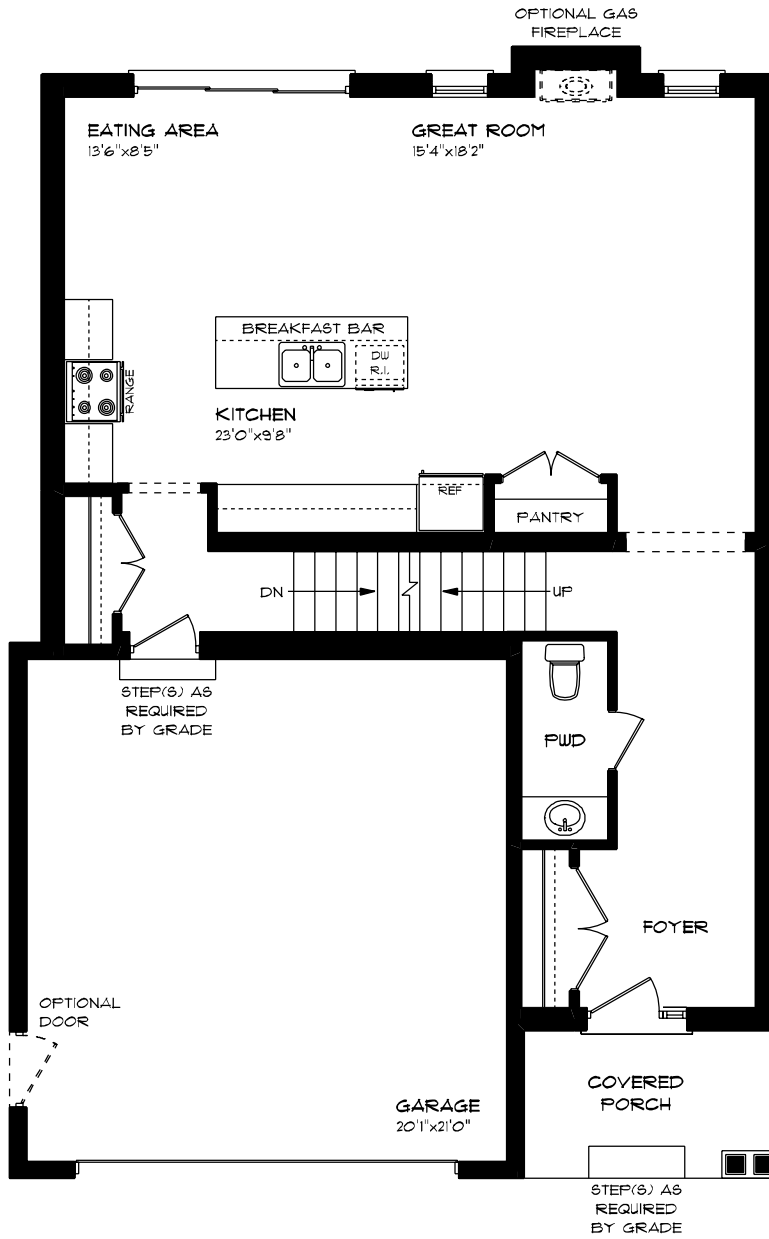 OPTIONAL GAS
FIREPLACE
EATING AREA
13'6"x8'5"
GREAT ROOM
15'4"x18'2"
BREAKFAST BAR
DW
R.I.
RANGE
KITCHEN
23'0"x9'8"
REF
PANTRY
DN
UP
STEP(S) AS
REQUIRED
BY GRADE
PWD
FOYER
OPTIONAL
DOOR
GARAGE
20'1"x21'0"
COVERED
PORCH
STEP(S) AS
REQUIRED
BY GRADE